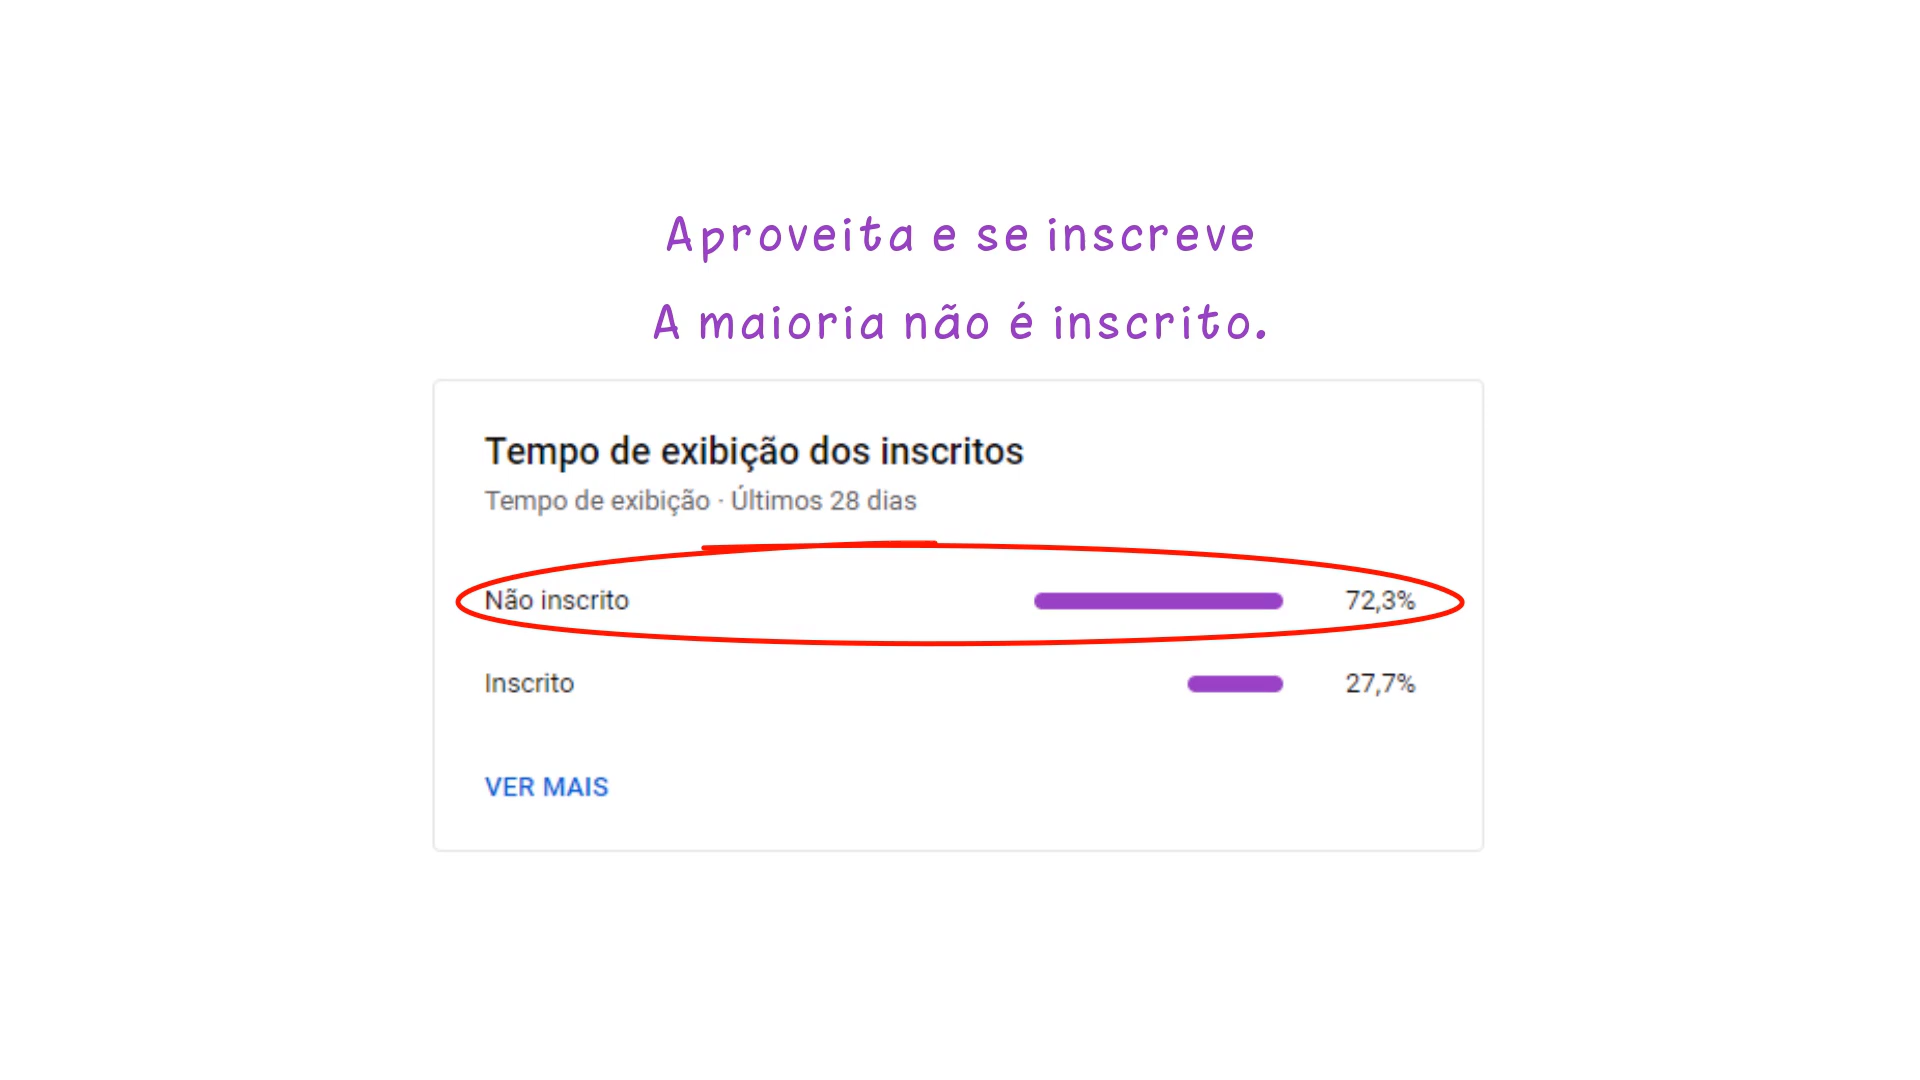 Aproveita e se inscreve
A maioria não é inscrito.
Tempo de exibição dos inscritos
Tempo de exibição · Últimos 28 dias
Não inscrito 72,3%
Inscrito 27,7%
VER MAIS